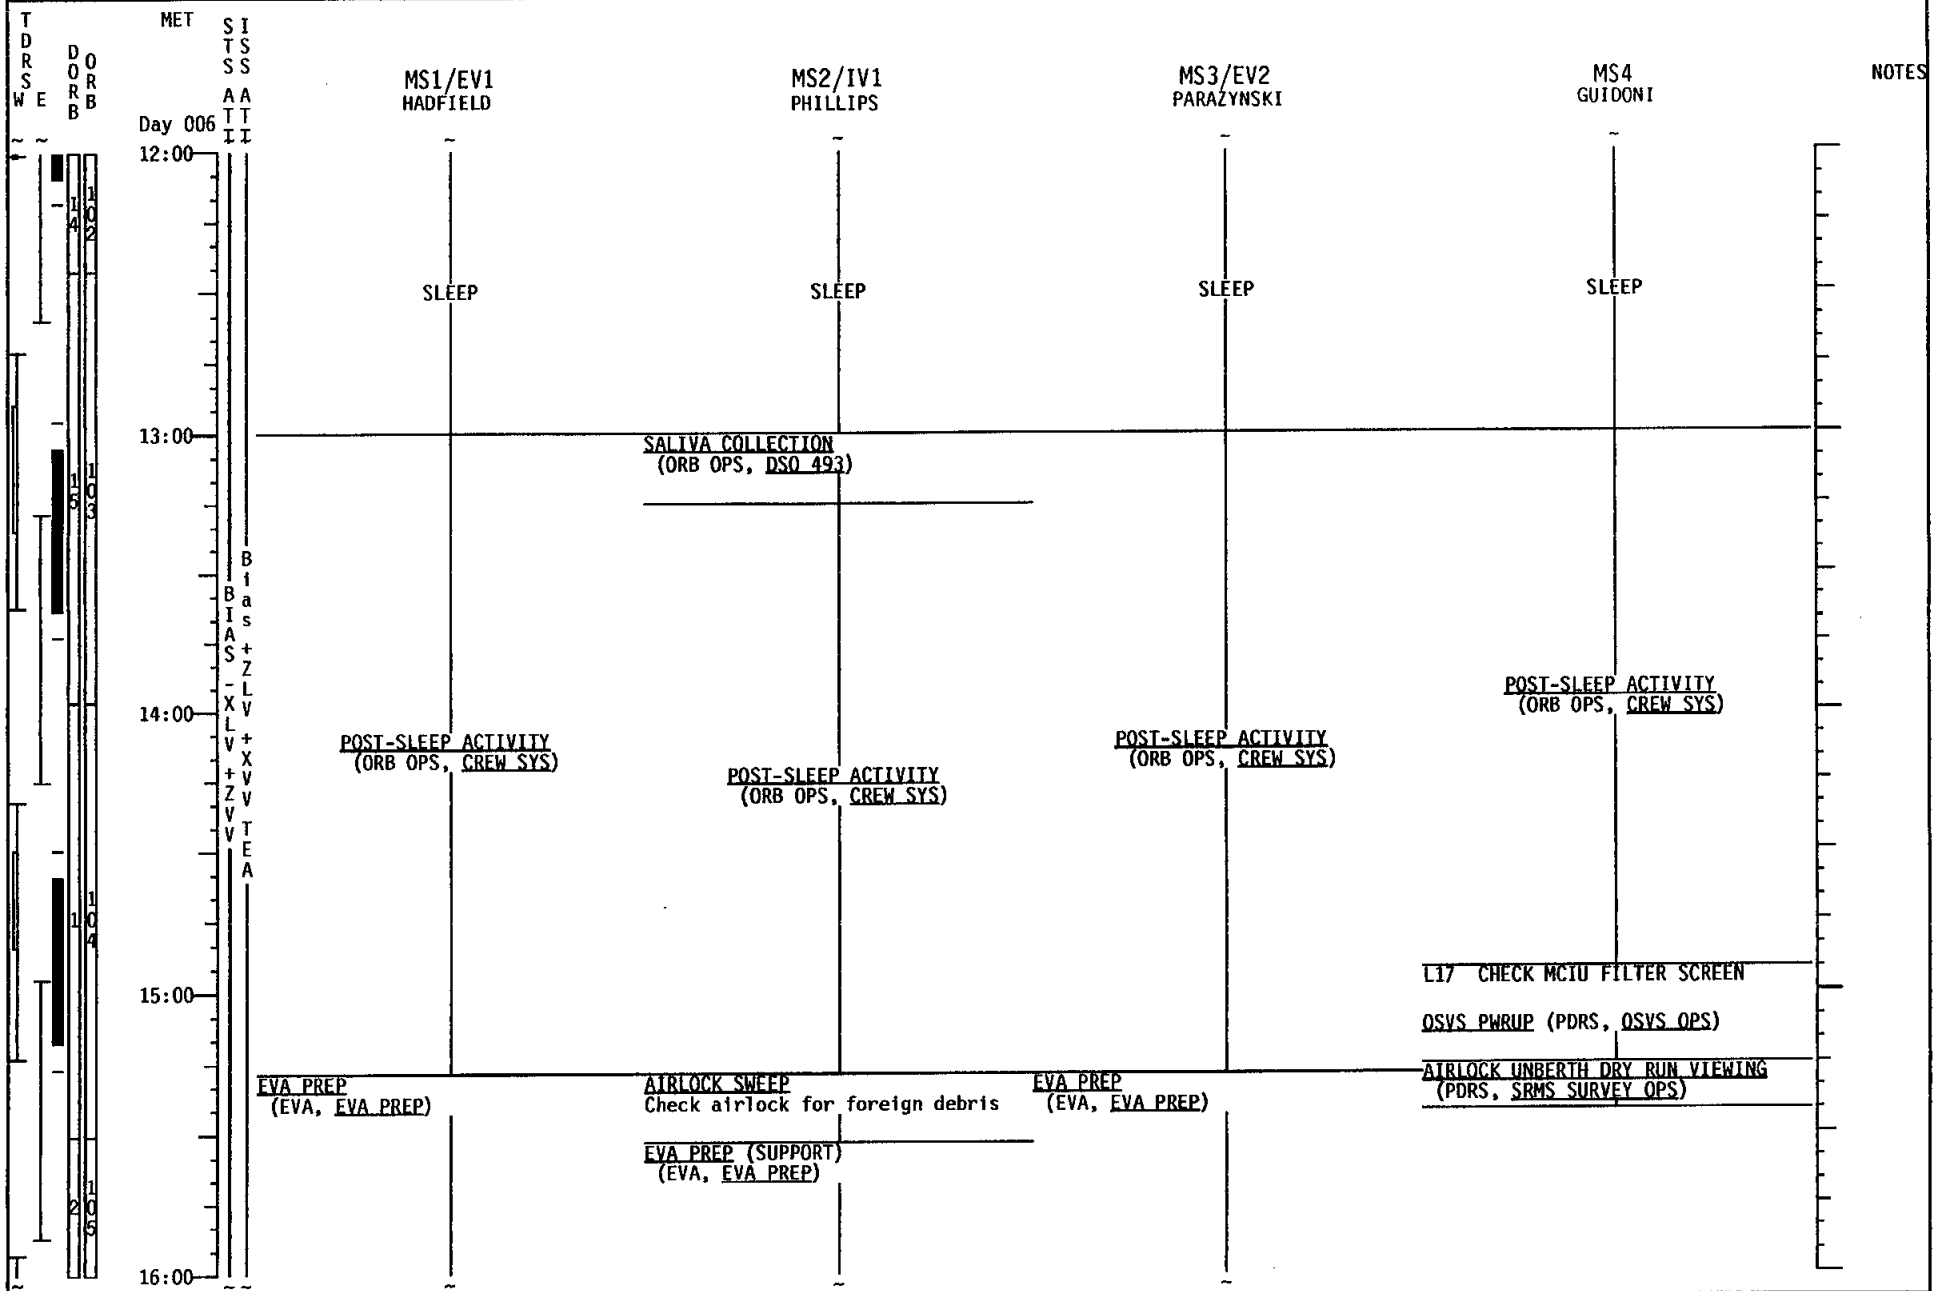 TDRS
W E
DORB
ORB
MET
STS ATT
ISS ATT
MS1/EV1
HADFIELD
MS2/IV1
PHILLIPS
MS3/EV2
PARAZYNSKI
MS4
GUIDONI
NOTES
Day 006
12:00
14
102
SLEEP
SLEEP
SLEEP
SLEEP
13:00
SALIVA COLLECTION
(ORB OPS, DSO 493)
15
103
BIAS -XLV +ZVV
Bias +ZLV +XVV TEA
14:00
POST-SLEEP ACTIVITY
(ORB OPS, CREW SYS)
POST-SLEEP ACTIVITY
(ORB OPS, CREW SYS)
POST-SLEEP ACTIVITY
(ORB OPS, CREW SYS)
POST-SLEEP ACTIVITY
(ORB OPS, CREW SYS)
1
104
15:00
L17 CHECK MCIU FILTER SCREEN
OSVS PWRUP (PDRS, OSVS OPS)
EVA PREP
(EVA, EVA PREP)
AIRLOCK SWEEP
Check airlock for foreign debris
EVA PREP (SUPPORT)
(EVA, EVA PREP)
EVA PREP
(EVA, EVA PREP)
AIRLOCK UNBERTH DRY RUN VIEWING
(PDRS, SRMS SURVEY OPS)
2
105
16:00